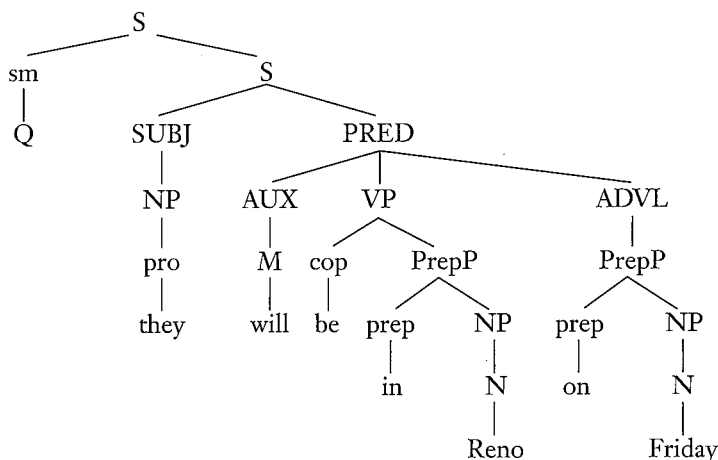 S
sm S
Q SUBJ PRED
NP AUX VP ADVL
pro M cop PrepP PrepP
they will be prep NP prep NP
in N on N
Reno Friday